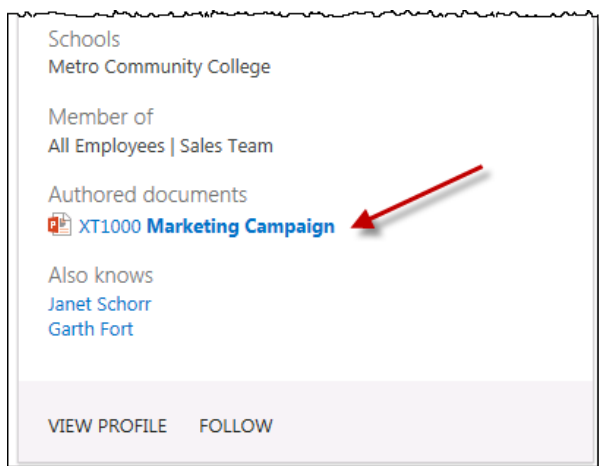 Schools
Metro Community College
Member of
All Employees | Sales Team
Authored documents
XT1000 Marketing Campaign
Also knows
Janet Schorr
Garth Fort
VIEW PROFILE FOLLOW